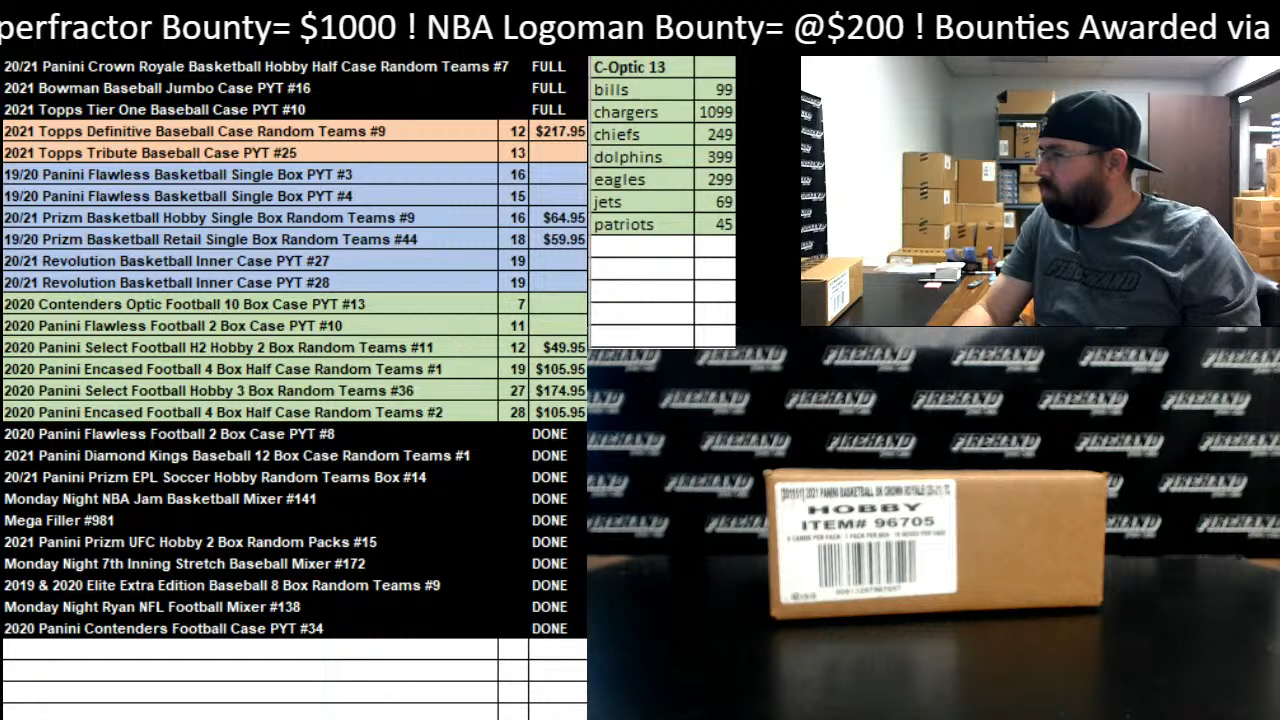 perfractor Bounty= $1000 ! NBA Logoman Bounty= @$200 ! Bounties Awarded via
20/21 Panini Crown Royale Basketball Hobby Half Case Random Teams #7 FULL
2021 Bowman Baseball Jumbo Case PYT #16 FULL
2021 Topps Tier One Baseball Case PYT #10 FULL
2021 Topps Definitive Baseball Case Random Teams #9 12 $217.95
2021 Topps Tribute Baseball Case PYT #25 13
19/20 Panini Flawless Basketball Single Box PYT #3 16
19/20 Panini Flawless Basketball Single Box PYT #4 15
20/21 Prizm Basketball Hobby Single Box Random Teams #9 16 $64.95
19/20 Prizm Basketball Retail Single Box Random Teams #44 18 $59.95
20/21 Revolution Basketball Inner Case PYT #27 19
20/21 Revolution Basketball Inner Case PYT #28 19
2020 Contenders Optic Football 10 Box Case PYT #13 7
2020 Panini Flawless Football 2 Box Case PYT #10 11
2020 Panini Select Football H2 Hobby 2 Box Random Teams #11 12 $49.95
2020 Panini Encased Football 4 Box Half Case Random Teams #1 19 $105.95
2020 Panini Select Football Hobby 3 Box Random Teams #36 27 $174.95
2020 Panini Encased Football 4 Box Half Case Random Teams #2 28 $105.95
2020 Panini Flawless Football 2 Box Case PYT #8 DONE
2021 Panini Diamond Kings Baseball 12 Box Case Random Teams #1 DONE
20/21 Panini Prizm EPL Soccer Hobby Random Teams Box #14 DONE
Monday Night NBA Jam Basketball Mixer #141 DONE
Mega Filler #981 DONE
2021 Panini Prizm UFC Hobby 2 Box Random Packs #15 DONE
Monday Night 7th Inning Stretch Baseball Mixer #172 DONE
2019 & 2020 Elite Extra Edition Baseball 8 Box Random Teams #9 DONE
Monday Night Ryan NFL Football Mixer #138 DONE
2020 Panini Contenders Football Case PYT #34 DONE
C-Optic 13
bills 99
chargers 1099
chiefs 249
dolphins 399
eagles 299
jets 69
patriots 45
FIREHAND
FIREHAND
2021 PANINI BASKETBALL
CROWN ROYALE
HOBBY
ITEM# 96705